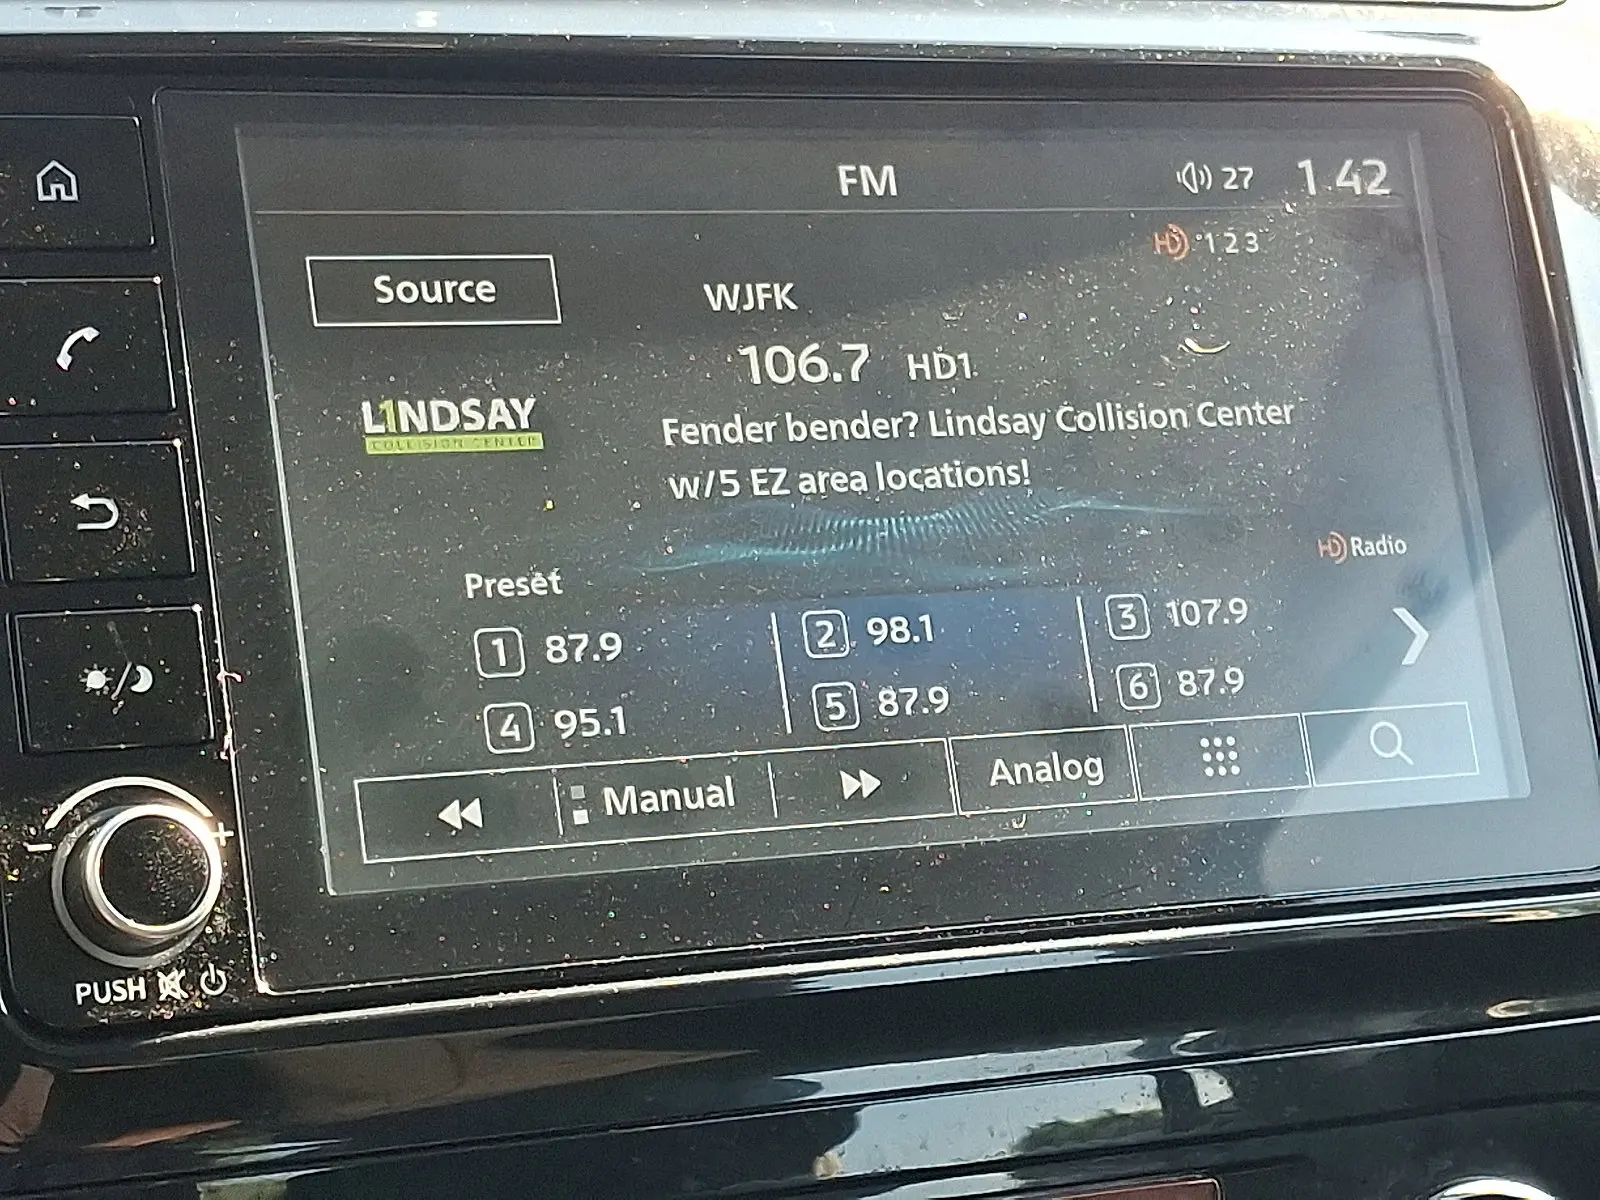 FM 27 1:42
HD 1 2 3
Source
WJFK
106.7 HD1
L1NDSAY
COLLISION CENTER
Fender bender? Lindsay Collision Center
w/5 EZ area locations!
HD Radio
Preset
1 87.9 2 98.1 3 107.9
4 95.1 5 87.9 6 87.9
Manual Analog
- +
PUSH